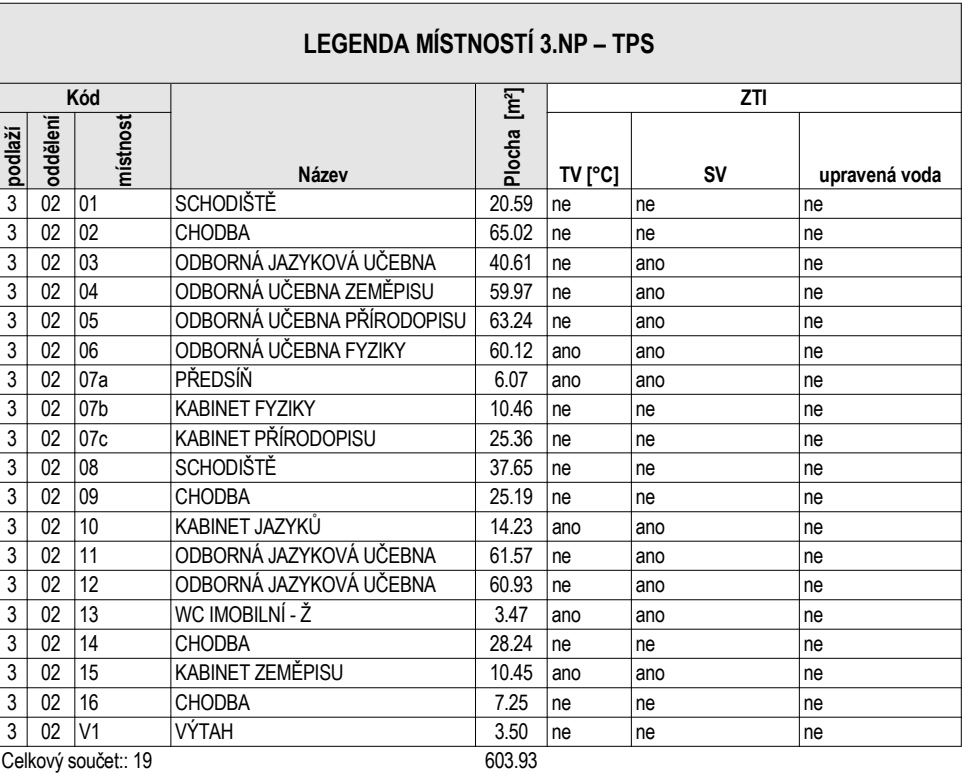 LEGENDA MÍSTNOSTÍ 3.NP – TPS
Kód ZTI
podlaží oddělení místnost Název Plocha [m²] TV [°C] SV upravená voda
3 02 01 SCHODIŠTĚ 20.59 ne ne ne
3 02 02 CHODBA 65.02 ne ne ne
3 02 03 ODBORNÁ JAZYKOVÁ UČEBNA 40.61 ne ano ne
3 02 04 ODBORNÁ UČEBNA ZEMĚPISU 59.97 ne ano ne
3 02 05 ODBORNÁ UČEBNA PŘÍRODOPISU 63.24 ne ano ne
3 02 06 ODBORNÁ UČEBNA FYZIKY 60.12 ano ano ne
3 02 07a PŘEDSÍŇ 6.07 ano ano ne
3 02 07b KABINET FYZIKY 10.46 ne ne ne
3 02 07c KABINET PŘÍRODOPISU 25.36 ne ne ne
3 02 08 SCHODIŠTĚ 37.65 ne ne ne
3 02 09 CHODBA 25.19 ne ne ne
3 02 10 KABINET JAZYKŮ 14.23 ano ano ne
3 02 11 ODBORNÁ JAZYKOVÁ UČEBNA 61.57 ne ano ne
3 02 12 ODBORNÁ JAZYKOVÁ UČEBNA 60.93 ne ano ne
3 02 13 WC IMOBILNÍ - Ž 3.47 ano ano ne
3 02 14 CHODBA 28.24 ne ne ne
3 02 15 KABINET ZEMĚPISU 10.45 ano ano ne
3 02 16 CHODBA 7.25 ne ne ne
3 02 V1 VÝTAH 3.50 ne ne ne
Celkový součet:: 19 603.93